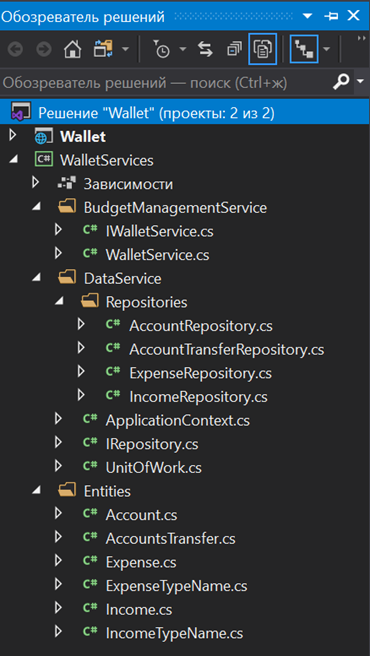 Обозреватель решений
Обозреватель решений — поиск (Ctrl+ж)
Решение "Wallet" (проекты: 2 из 2)
Wallet
C# WalletServices
Зависимости
BudgetManagementService
C# IWalletService.cs
C# WalletService.cs
DataService
Repositories
C# AccountRepository.cs
C# AccountTransferRepository.cs
C# ExpenseRepository.cs
C# IncomeRepository.cs
C# ApplicationContext.cs
C# IRepository.cs
C# UnitOfWork.cs
Entities
C# Account.cs
C# AccountsTransfer.cs
C# Expense.cs
C# ExpenseTypeName.cs
C# Income.cs
C# IncomeTypeName.cs